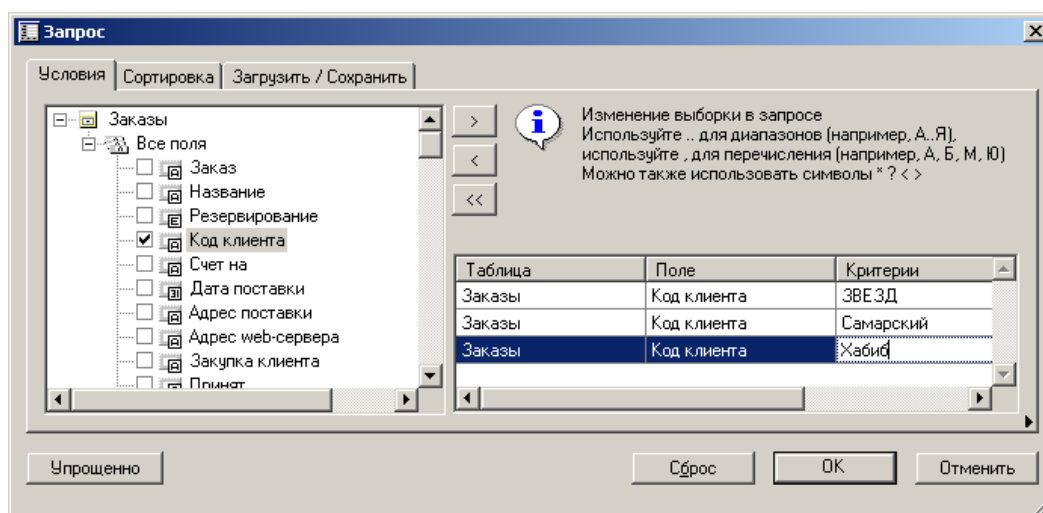 Запрос
Условия Сортировка Загрузить / Сохранить
Заказы
Все поля
Заказ
Название
Резервирование
Код клиента
Счет на
Дата поставки
Адрес поставки
Адрес web-сервера
Закупка клиента
Принят
>
<
<<
Изменение выборки в запросе
Используйте .. для диапазонов (например, А..Я),
используйте , для перечисления (например, А, Б, М, Ю)
Можно также использовать символы * ? < >
Таблица Поле Критерии
Заказы Код клиента ЗВЕЗД
Заказы Код клиента Самарский
Заказы Код клиента Хабиб
Упрощенно Сброс OK Отменить